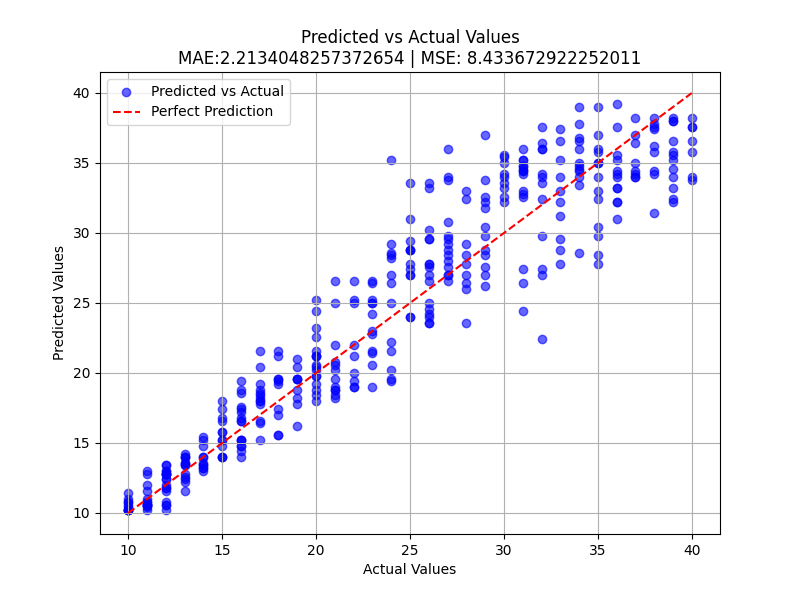 Predicted vs Actual Values
MAE:2.2134048257372654 | MSE: 8.433672922252011
Predicted vs Actual
Perfect Prediction
40
35
30
25
20
15
10
Predicted Values
10 15 20 25 30 35 40
Actual Values